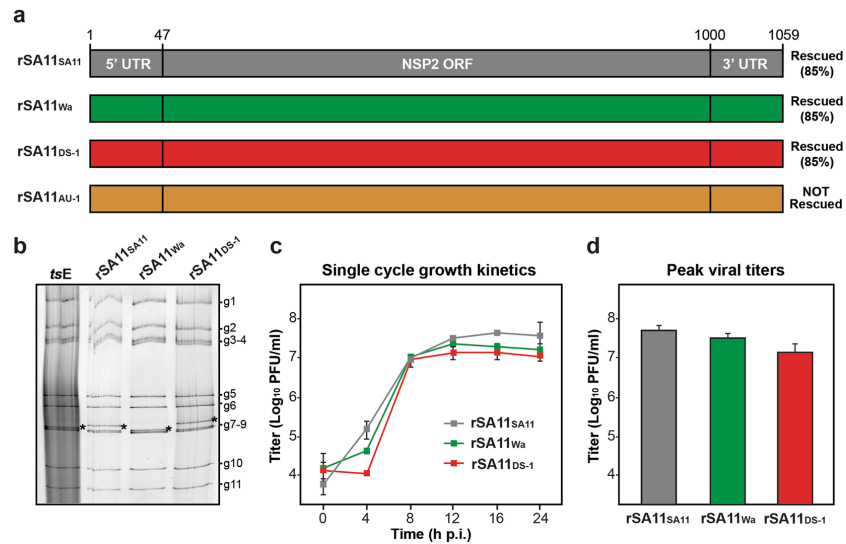 a
1 47 1000 1059
rSA11SA11 5’ UTR NSP2 ORF 3’ UTR Rescued (85%)
rSA11Wa Rescued (85%)
rSA11DS-1 Rescued (85%)
rSA11AU-1 NOT Rescued
b
tsE rSA11SA11 rSA11Wa rSA11DS-1
g1
g2
g3-4
g5
g6
* * * *
g7-9
g10
g11
c
Single cycle growth kinetics
Titer (Log10 PFU/ml)
8
7
6
5
4
rSA11SA11
rSA11Wa
rSA11DS-1
0 4 8 12 16 24
Time (h p.i.)
d
Peak viral titers
Titer (Log10 PFU/ml)
8
7
6
5
4
rSA11SA11 rSA11Wa rSA11DS-1